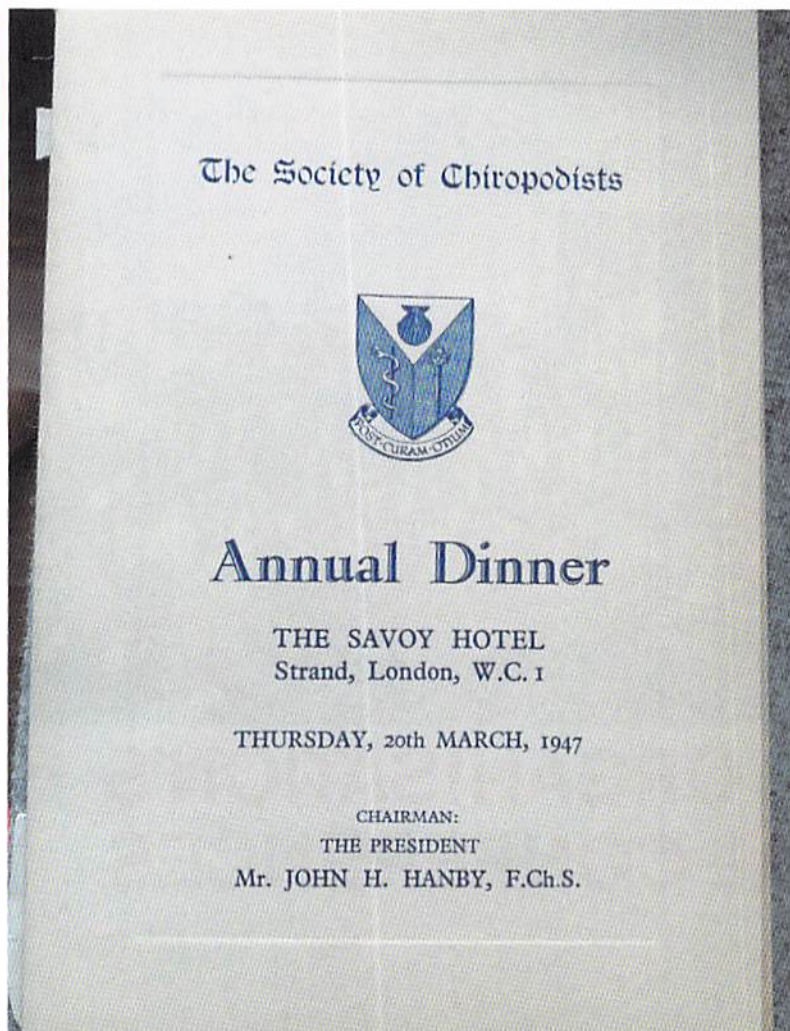 The Society of Chiropodists
POST·CURAM·OTIUM
Annual Dinner
THE SAVOY HOTEL
Strand, London, W.C. 1
THURSDAY, 20th MARCH, 1947
CHAIRMAN:
THE PRESIDENT
Mr. JOHN H. HANBY, F.Ch.S.